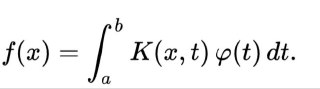 f(x) = ∫_a^b K(x, t) φ(t) dt.